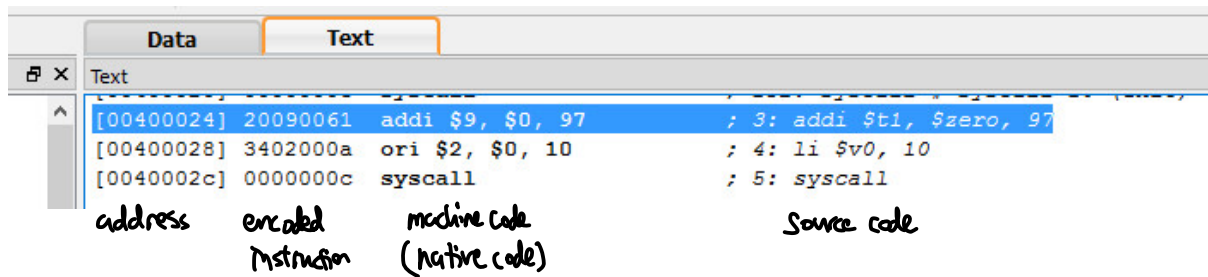 Data Text
Text
[00400024] 20090061 addi $9, $0, 97 ; 3: addi $t1, $zero, 97
[00400028] 3402000a ori $2, $0, 10 ; 4: li $v0, 10
[0040002c] 0000000c syscall ; 5: syscall
address encoded machine code source code
instruction (native code)